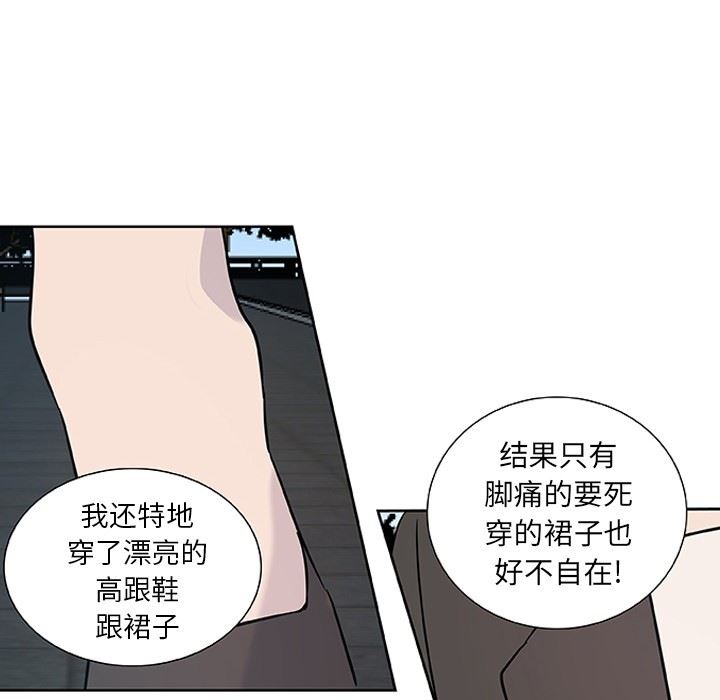 我还特地
穿了漂亮的
高跟鞋
跟裙子
结果只有
脚痛的要死
穿的裙子也
好不自在!